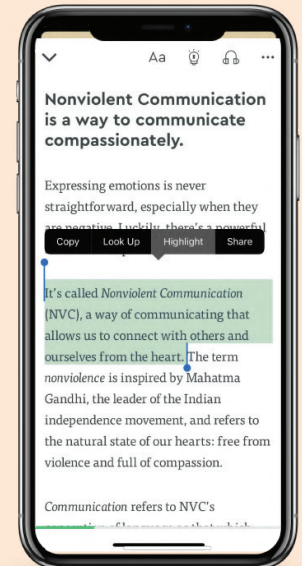 Aa
Nonviolent Communication
is a way to communicate
compassionately.
Expressing emotions is never
straightforward, especially when they
are negative. Luckily, there's a powerful
Copy Look Up Highlight Share
It's called Nonviolent Communication
(NVC), a way of communicating that
allows us to connect with others and
ourselves from the heart. The term
nonviolence is inspired by Mahatma
Gandhi, the leader of the Indian
independence movement, and refers to
the natural state of our hearts: free from
violence and full of compassion.
Communication refers to NVC's